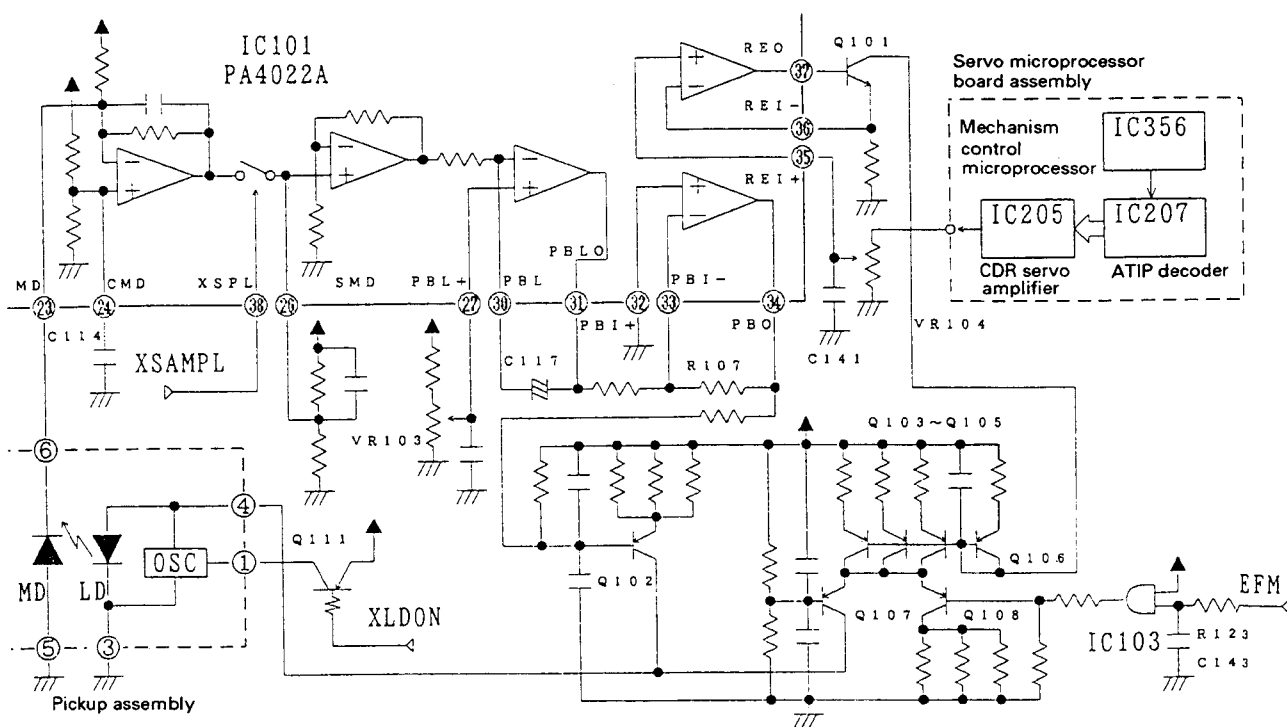 IC101
PA4022A
REO
37
Q101
REI-
36
35
REI+
Servo microprocessor
board assembly
Mechanism
control
microprocessor
IC356
IC205
IC207
CDR servo
amplifier
ATIP decoder
MD
CMD
XSPL
SMD
PBL+
PBL
PBLO
PBI-
PBI+
PBO
23
24
38
26
27
30
31
32
33
34
C114
XSAMPL
VR103
C117
R107
C141
VR104
Q103~Q105
6
4
1
OSC
MD
LD
5
3
Pickup assembly
Q111
XLDON
Q102
Q106
Q107
Q108
IC103
EFM
R123
C143
+
-
+
-
+
-
+
-
+
-